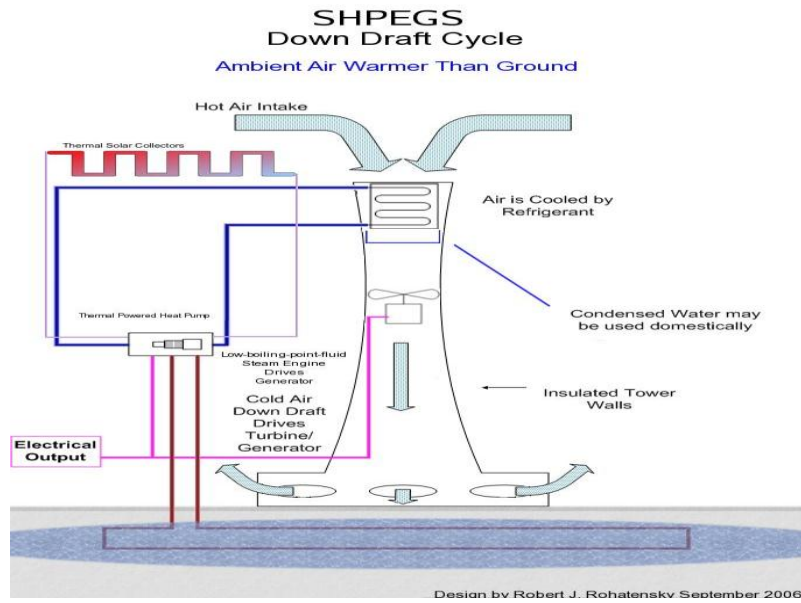 SHPEGS
Down Draft Cycle
Ambient Air Warmer Than Ground
Hot Air Intake
Thermal Solar Collectors
Air is Cooled by
Refrigerant
Thermal Powered Heat Pump
Condensed Water may
be used domestically
Low-boiling-point-fluid
Steam Engine
Drives
Generator
Cold Air
Down Draft
Drives
Turbine/
Generator
Insulated Tower
Walls
Electrical
Output
Design by Robert J. Rohatensky September 2006